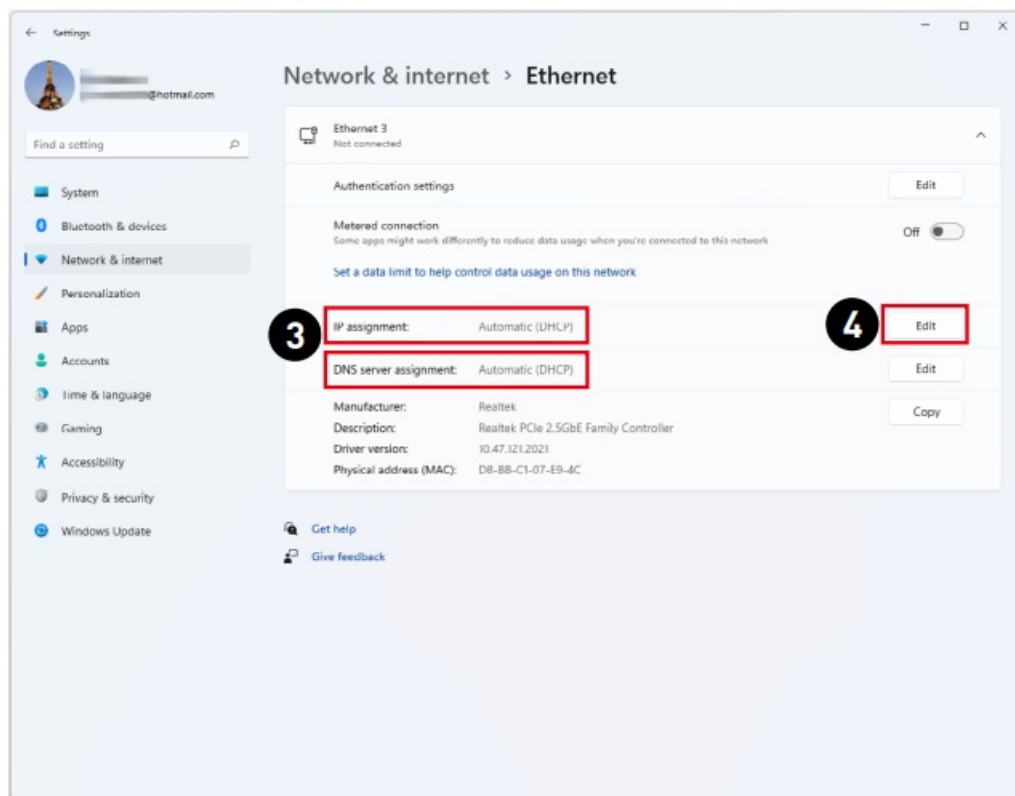 Settings
@hotmail.com
Find a setting
System
Bluetooth & devices
Network & internet
Personalization
Apps
Accounts
Time & language
Gaming
Accessibility
Privacy & security
Windows Update
Network & internet > Ethernet
Ethernet 3
Not connected
Authentication settings Edit
Metered connection
Some apps might work differently to reduce data usage when you're connected to this network
Off
Set a data limit to help control data usage on this network
3 IP assignment: Automatic (DHCP) 4 Edit
DNS server assignment: Automatic (DHCP) Edit
Manufacturer: Realtek Copy
Description: Realtek PCIe 2.5GbE Family Controller
Driver version: 10.47.121.2021
Physical address (MAC): D8-BB-C1-07-E9-4C
Get help
Give feedback